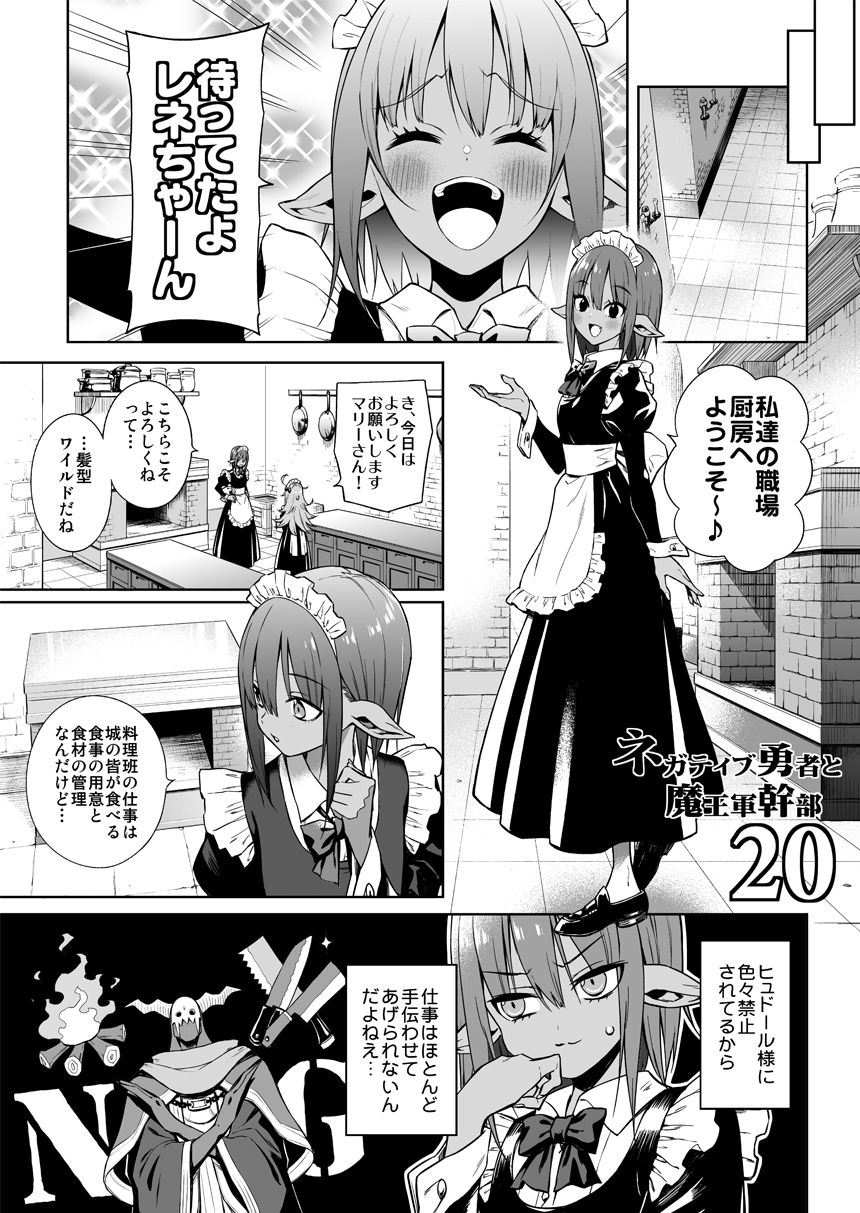 待ってたよ
レネちゃーん
私達の職場
厨房へ
ようこそ～♪
き、今日は
よろしく
お願いします
マリーさん！
こちらこそ
よろしくね
って…
…髪型
ワイルドだね
ネガティブ勇者と
魔王軍幹部
20
料理班の仕事は
城の皆が食べる
食事の用意と
食材の管理
なんだけど…
ヒュドール様に
色々禁止
されてるから
仕事はほとんど
手伝わせて
あげられないん
だよねえ…
NG